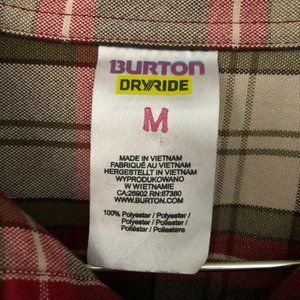 BURTON
DRYRIDE
M
MADE IN VIETNAM
FABRIQUÉ AU VIETNAM
HERGESTELLT IN VIETNAM
WYPRODUKOWANO
W WIETNAMIE
CA:26902 RN:67380
WWW.BURTON.COM
100% Polyester / Polyester /
Polyester / Poliester /
Poliéster / Poliestere